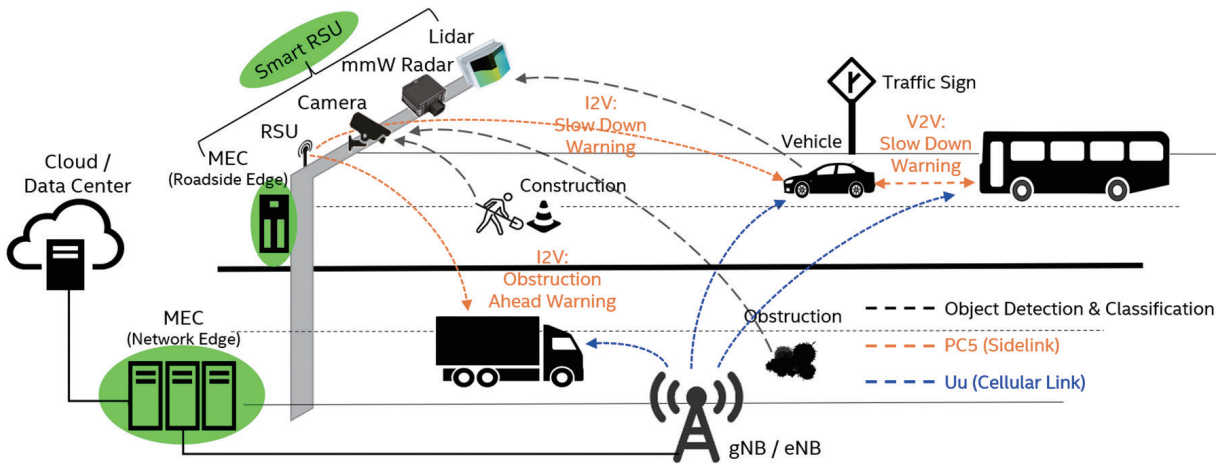 Smart RSU
Lidar
mmW Radar
Camera
RSU
MEC
(Roadside Edge)
Cloud /
Data Center
I2V:
Slow Down
Warning
Traffic Sign
Vehicle
V2V:
Slow Down
Warning
Construction
I2V:
Obstruction
Ahead Warning
MEC
(Network Edge)
Obstruction
Object Detection & Classification
PC5 (Sidelink)
Uu (Cellular Link)
gNB / eNB